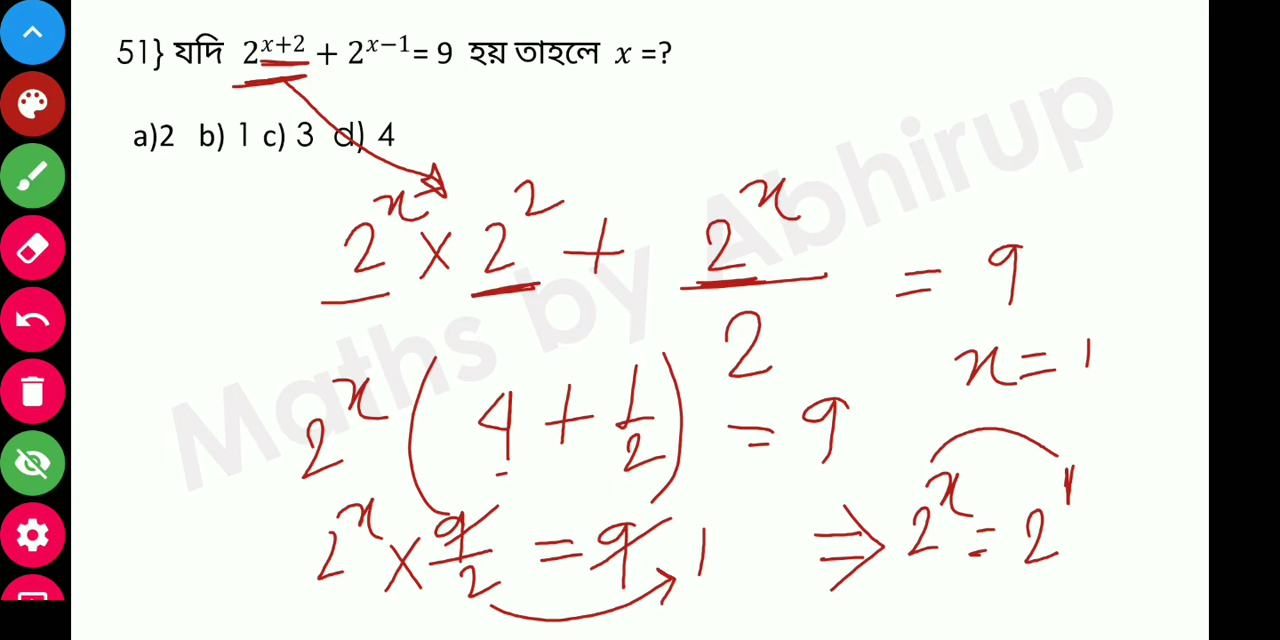 51} যদি 2^{x+2} + 2^{x−1} = 9 হয় তাহলে x =?
a)2 b) 1 c) 3 d) 4
2^x × 2^2 + 2^x/2 = 9
x = 1
2^x (4 + 1/2) = 9
2^x × 9/2 = 9 1 ⇒ 2^x = 2^1
Maths by Abhirup